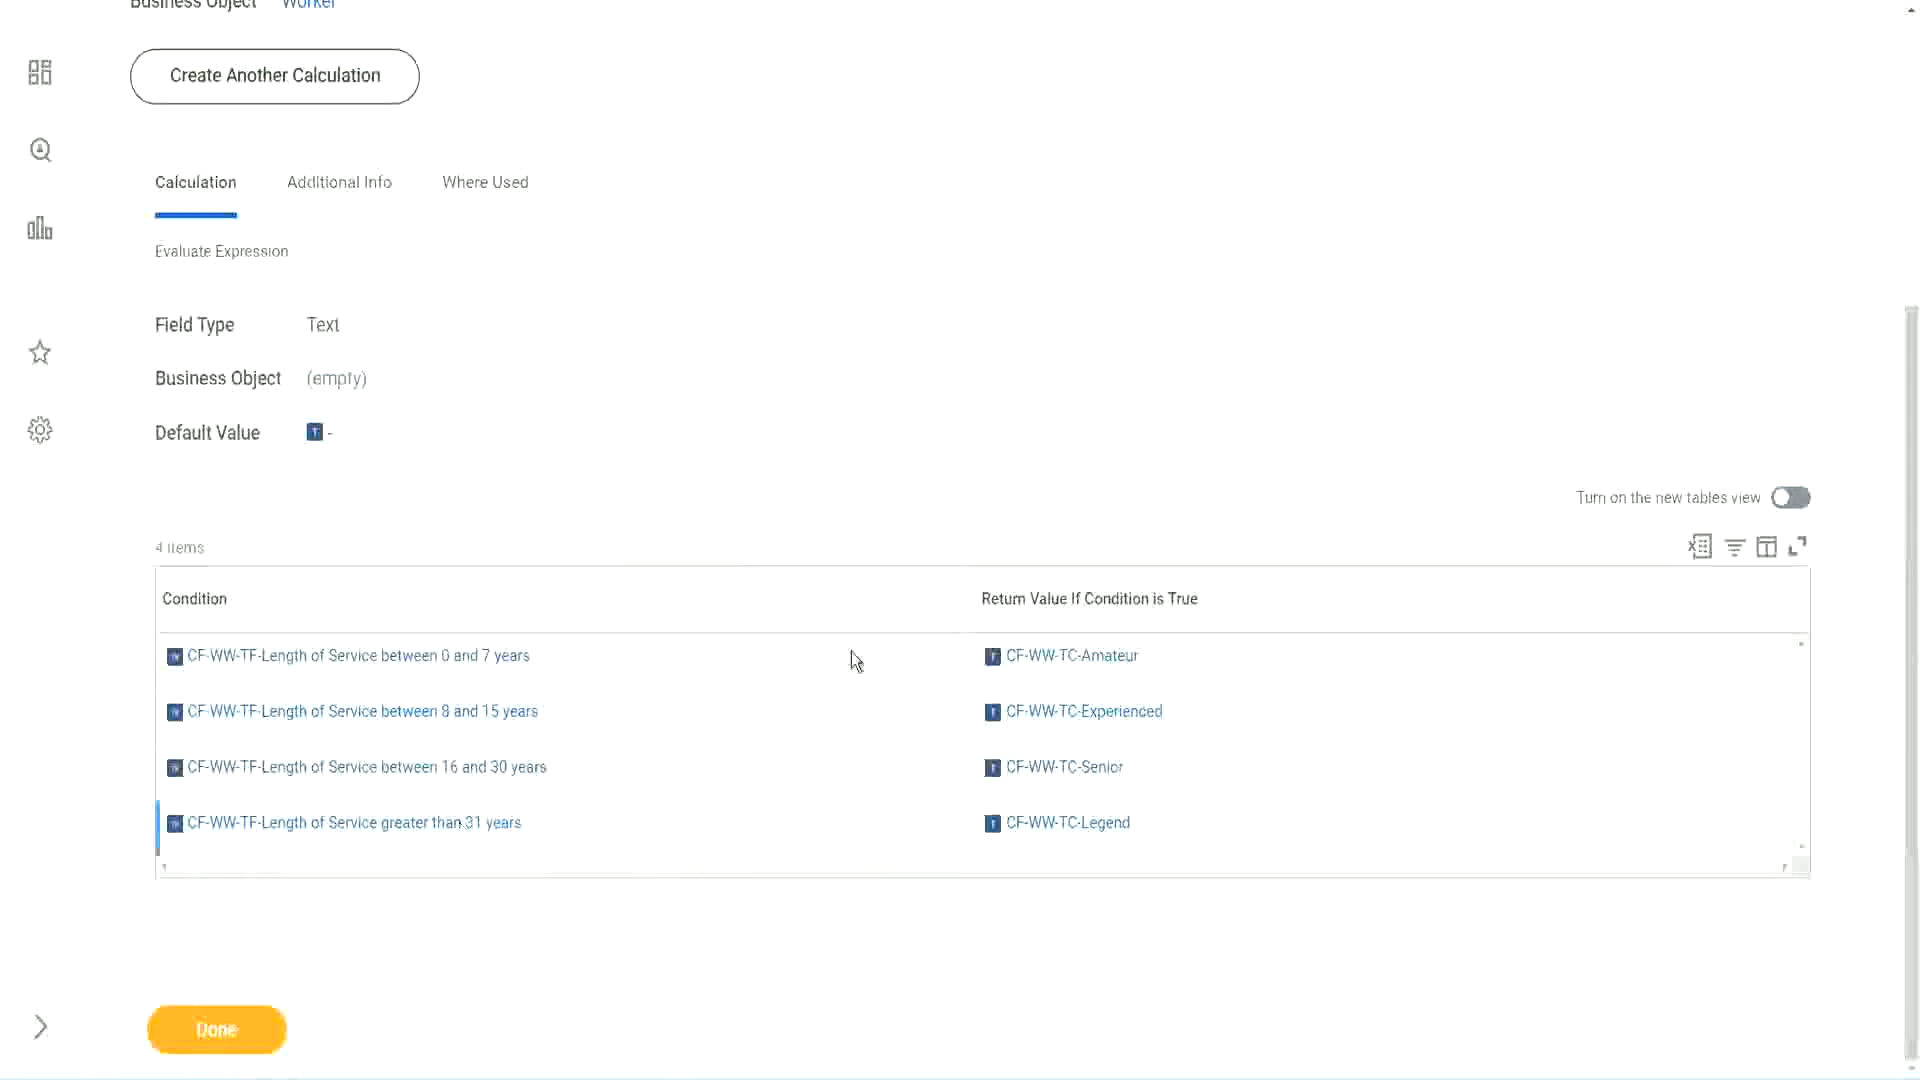 Business Object Worker
Create Another Calculation
Calculation Additional Info Where Used
Evaluate Expression
Field Type Text
Business Object (empty)
Default Value -
Turn on the new tables view
4 items
Condition Return Value If Condition is True
CF-WW-TF-Length of Service between 0 and 7 years CF-WW-TC-Amateur
CF-WW-TF-Length of Service between 8 and 15 years CF-WW-TC-Experienced
CF-WW-TF-Length of Service between 16 and 30 years CF-WW-TC-Senior
CF-WW-TF-Length of Service greater than 31 years CF-WW-TC-Legend
Done